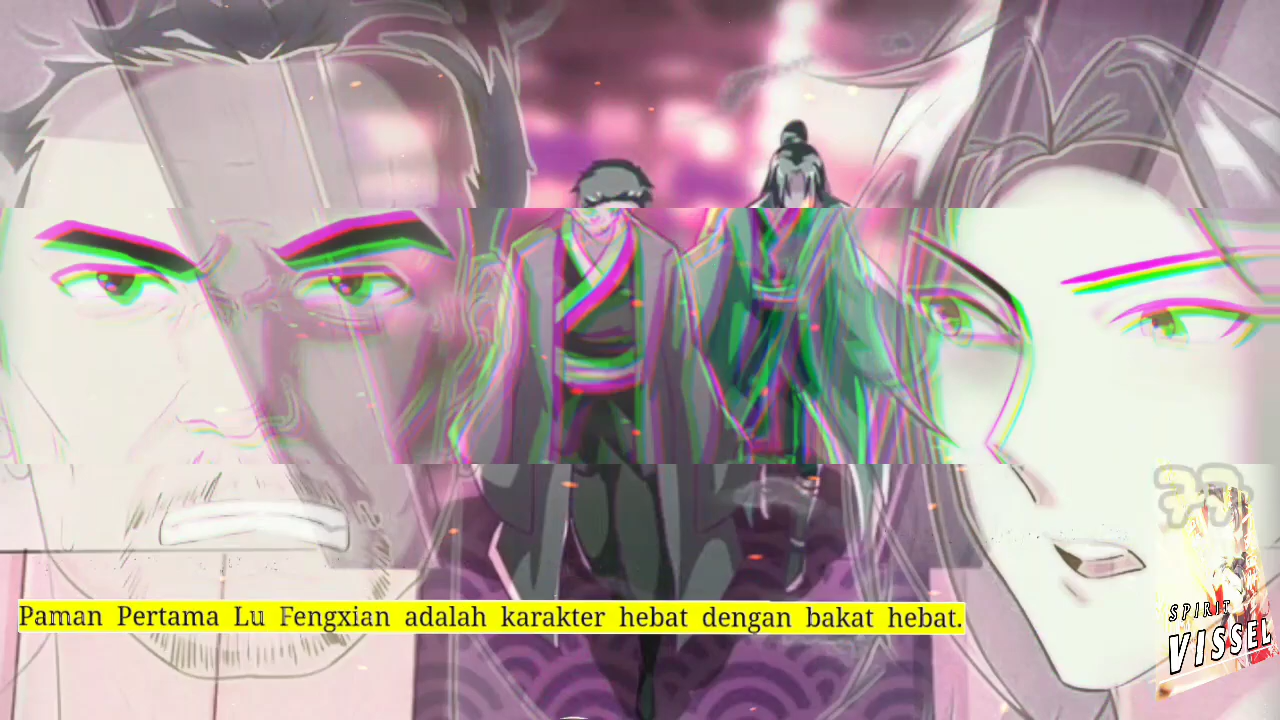 Paman Pertama Lu Fengxian adalah karakter hebat dengan bakat hebat.
SPIRIT
VISSEL